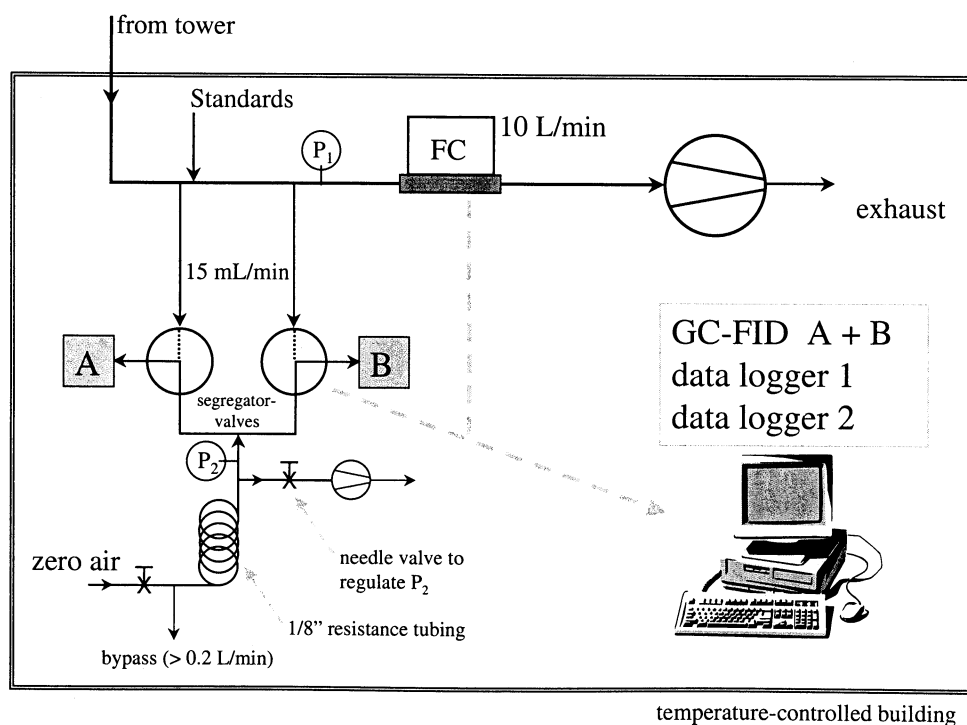 from tower
Standards
P1
FC
10 L/min
exhaust
15 mL/min
A
B
segregator-
valves
GC-FID A + B
data logger 1
data logger 2
P2
zero air
needle valve to
regulate P2
1/8” resistance tubing
bypass (> 0.2 L/min)
temperature-controlled building